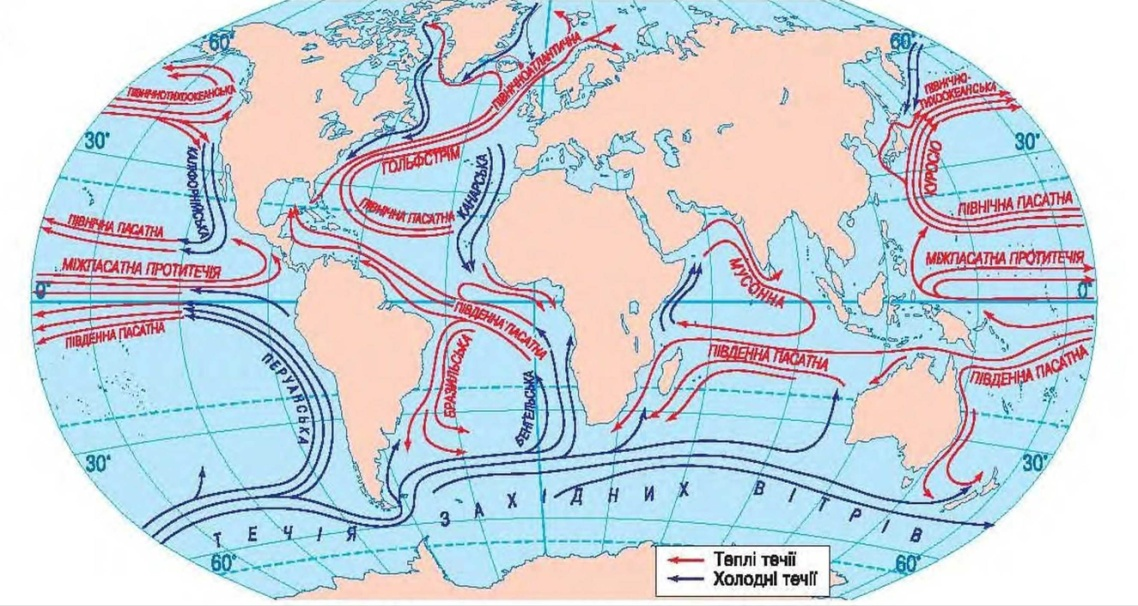 60°
60°
ПІВНІЧНОАТЛАНТИЧНА
ПІВНІЧНОТИХООКЕАНСЬКА
ПІВНІЧНО-
ТИХООКЕАНСЬКА
30°
30°
ГОЛЬФСТРІМ
КАЛІФОРНІЙСЬКА
КАНАРСЬКА
КУРОСІО
ПІВНІЧНА ПАСАТНА
ПІВНІЧНА ПАСАТНА
ПІВНІЧНА ПАСАТНА
МІЖПАСАТНА ПРОТИТЕЧІЯ
МУСОННА
МІЖПАСАТНА ПРОТИТЕЧІЯ
0°
0°
ПІВДЕННА ПАСАТНА
ПІВДЕННА ПАСАТНА
ПІВДЕННА ПАСАТНА
ПІВДЕННА ПАСАТНА
ПЕРУАНСЬКА
БРАЗИЛЬСЬКА
БЕНГЕЛЬСЬКА
30°
30°
ТЕЧІЯ ЗАХІДНИХ ВІТРІВ
60°
60°
Теплі течії
Холодні течії